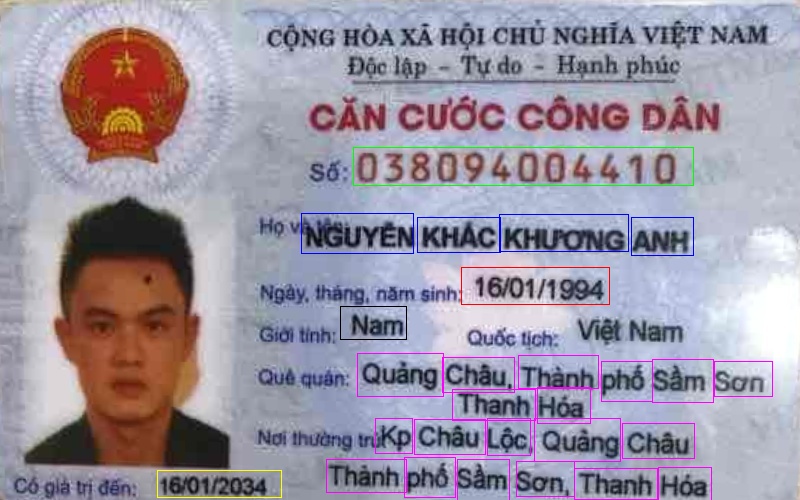 CỘNG HÒA XÃ HỘI CHỦ NGHĨA VIỆT NAM
Độc lập - Tự do - Hạnh phúc
CĂN CƯỚC CÔNG DÂN
Số: 038094004410
Họ và tên: NGUYỄN KHẮC KHƯƠNG ANH
Ngày, tháng, năm sinh: 16/01/1994
Giới tính: Nam Quốc tịch: Việt Nam
Quê quán: Quảng Châu, Thành phố Sầm Sơn
Thanh Hóa
Nơi thường trú: Kp Châu Lộc, Quảng Châu
Thành phố Sầm Sơn, Thanh Hóa
Có giá trị đến: 16/01/2034